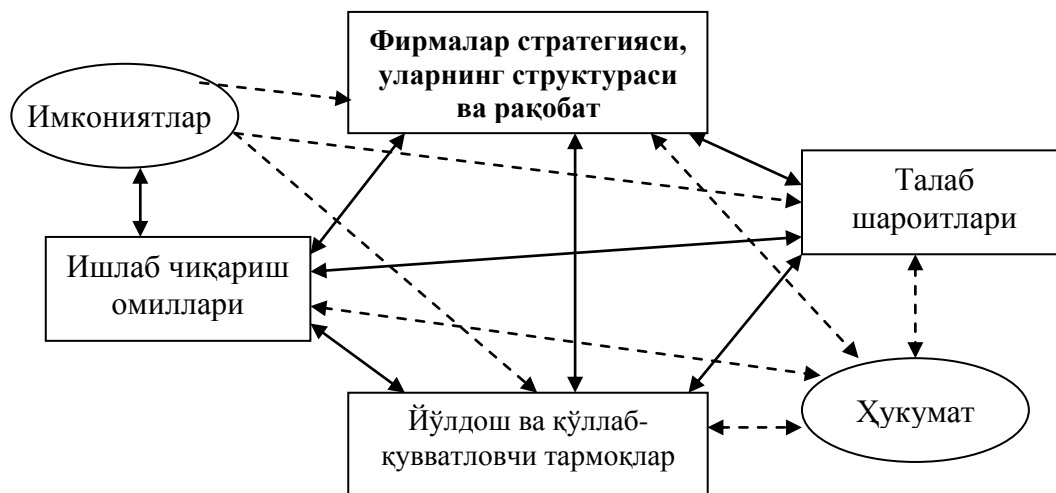 Фирмалар стратегияси,
уларнинг структураси
ва рақобат
Имкониятлар
Талаб
шароитлари
Ишлаб чиқариш
омиллари
Йўлдош ва қўллаб-
қувватловчи тармоқлар
Ҳукумат